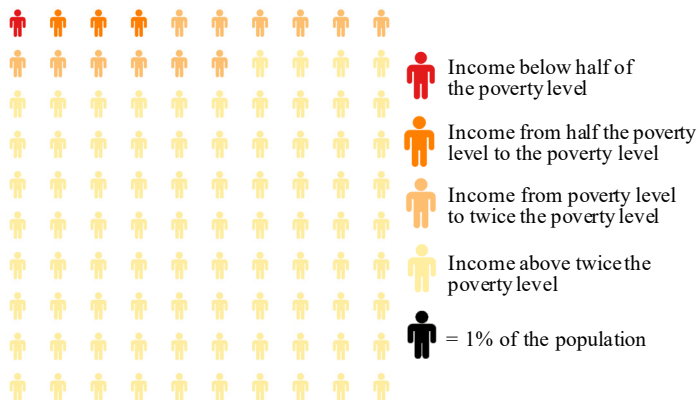 Income below half of
the poverty level
Income from half the poverty
level to the poverty level
Income from poverty level
to twice the poverty level
Income above twice the
poverty level
= 1% of the population